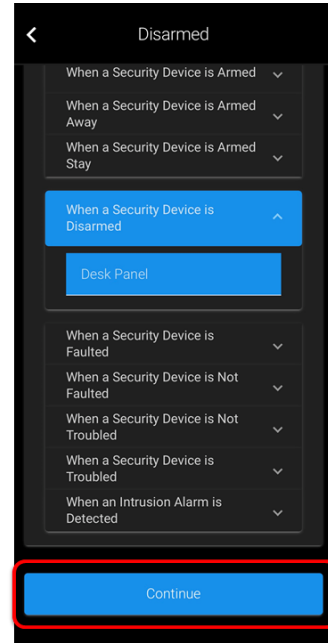 Disarmed
When a Security Device is Armed
When a Security Device is Armed
Away
When a Security Device is Armed
Stay
When a Security Device is
Disarmed
Desk Panel
When a Security Device is
Faulted
When a Security Device is Not
Faulted
When a Security Device is Not
Troubled
When a Security Device is
Troubled
When an Intrusion Alarm is
Detected
Continue